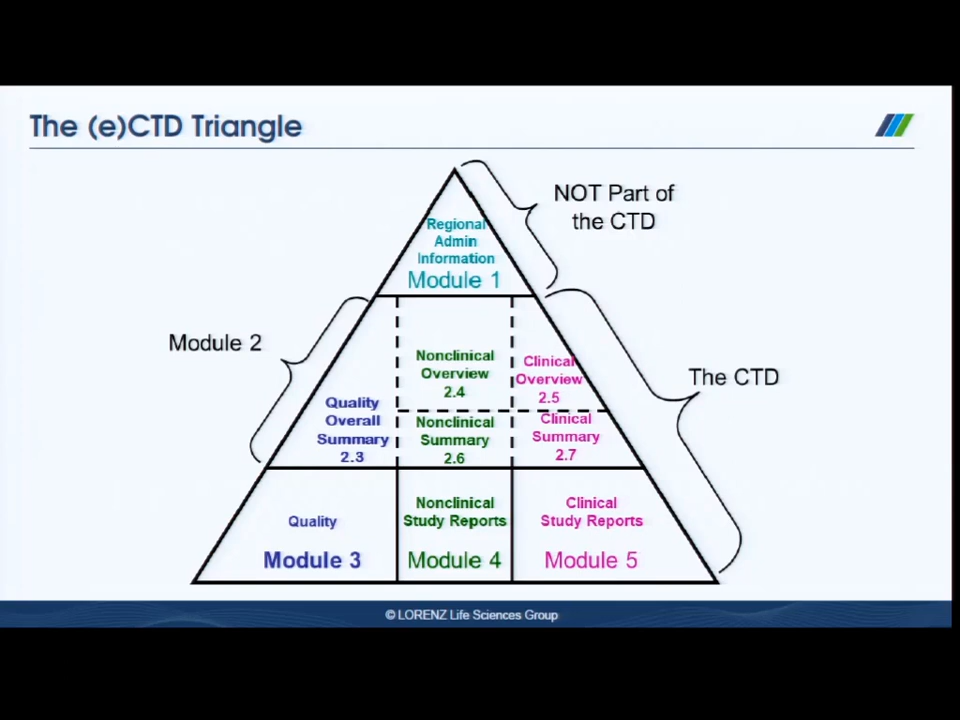 The (e)CTD Triangle
NOT Part of
the CTD
Regional
Admin
Information
Module 1
Module 2
The CTD
Nonclinical
Overview
2.4
Clinical
Overview
2.5
Quality
Overall
Summary
2.3
Nonclinical
Summary
2.6
Clinical
Summary
2.7
Quality
Module 3
Nonclinical
Study Reports
Module 4
Clinical
Study Reports
Module 5
© LORENZ Life Sciences Group